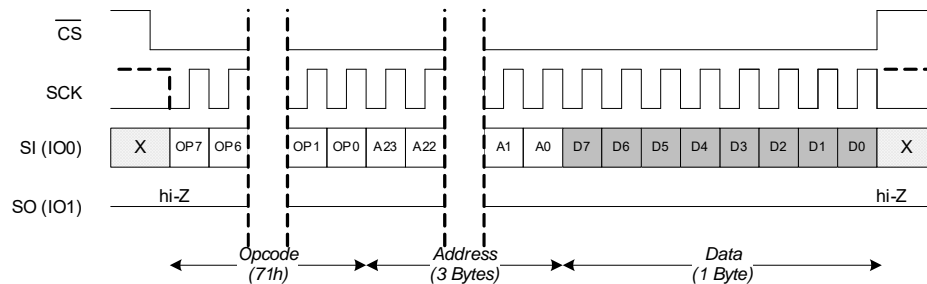 CS
SCK
SI (IO0) X OP7 OP6 OP1 OP0 A23 A22 A1 A0 D7 D6 D5 D4 D3 D2 D1 D0 X
hi-Z hi-Z
SO (IO1)
Opcode Address Data
(71h) (3 Bytes) (1 Byte)